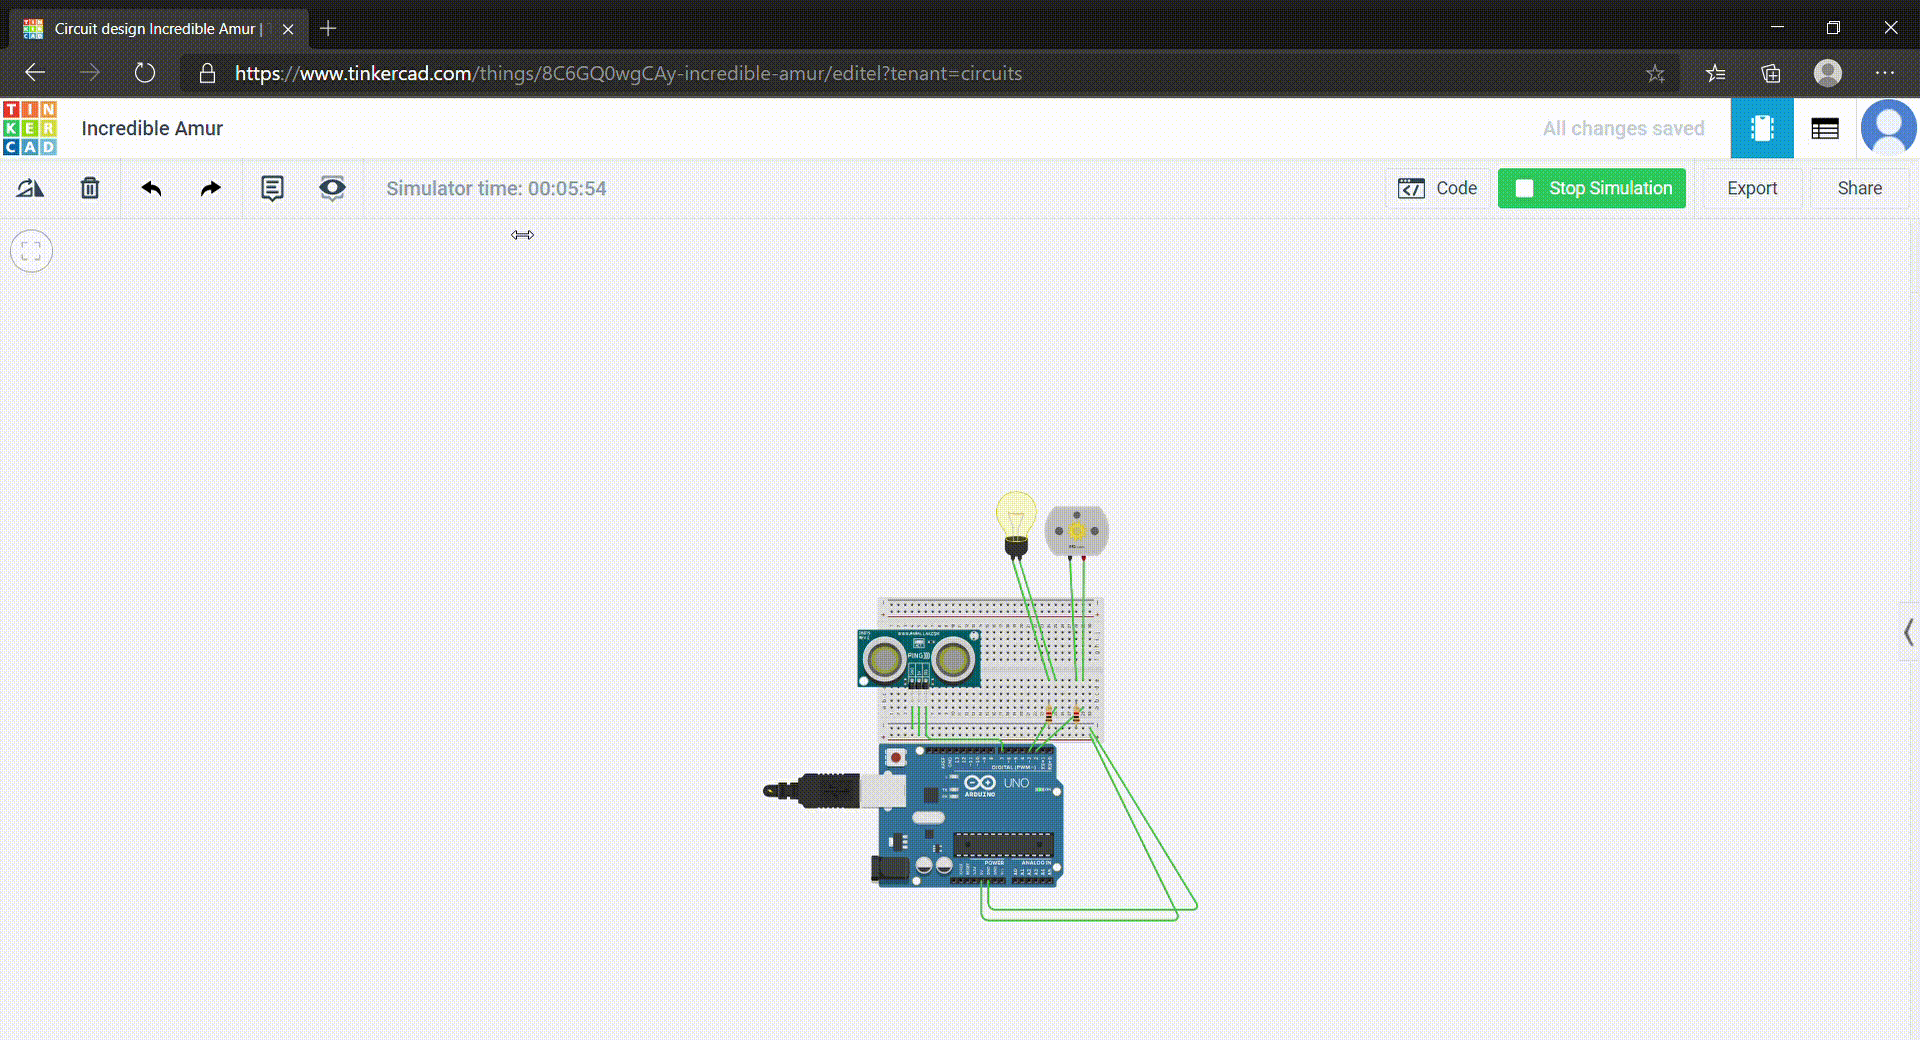 Circuit design Incredible Amur |
https://www.tinkercad.com/things/8C6GQ0wgCAy-incredible-amur/editel?tenant=circuits
TIN
KER
CAD
Incredible Amur
All changes saved
Simulator time: 00:05:54
Code
Stop Simulation
Export
Share
PING)))
DIGITAL (PWM~)
UNO
ARDUINO
POWER
ANALOG IN